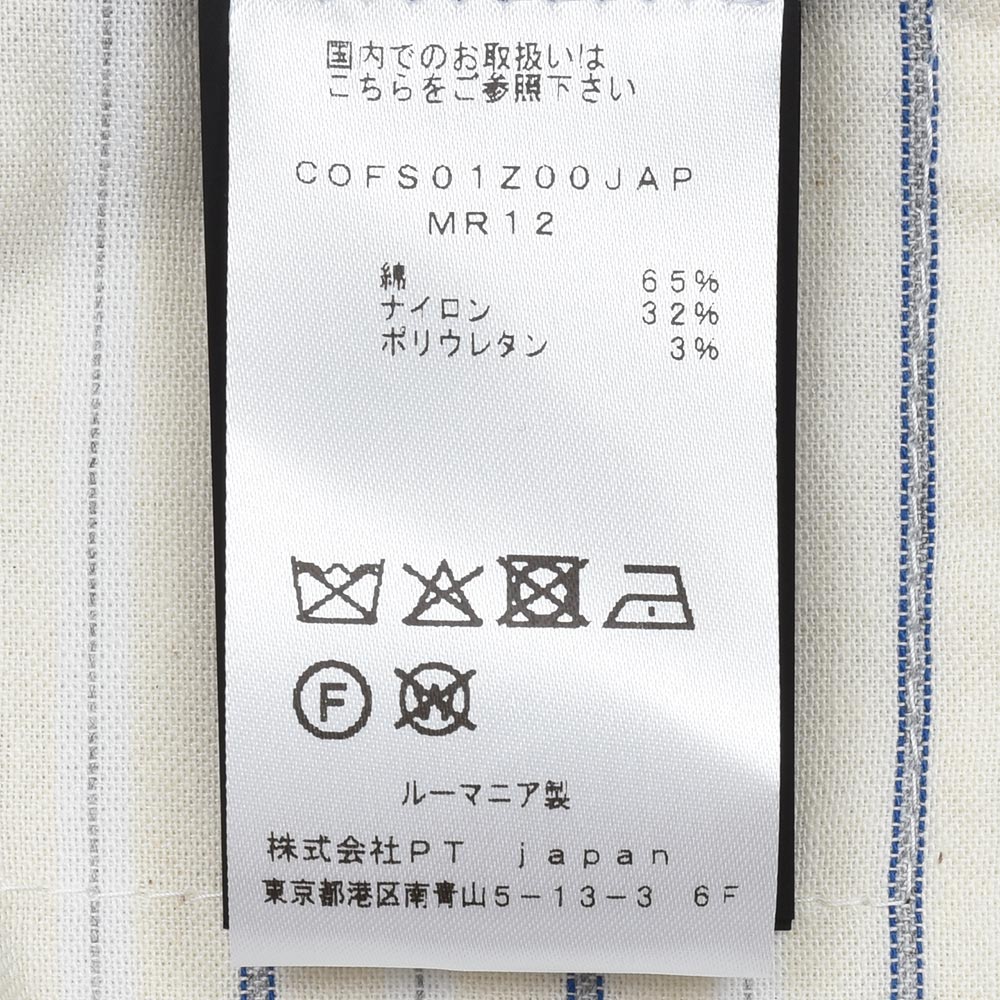 国内でのお取扱いは
こちらをご参照下さい
COFS01Z00JAP
MR12
綿 65%
ナイロン 32%
ポリウレタン 3%
F W
ルーマニア製
株式会社PT japan
東京都港区南青山5-13-3 6F